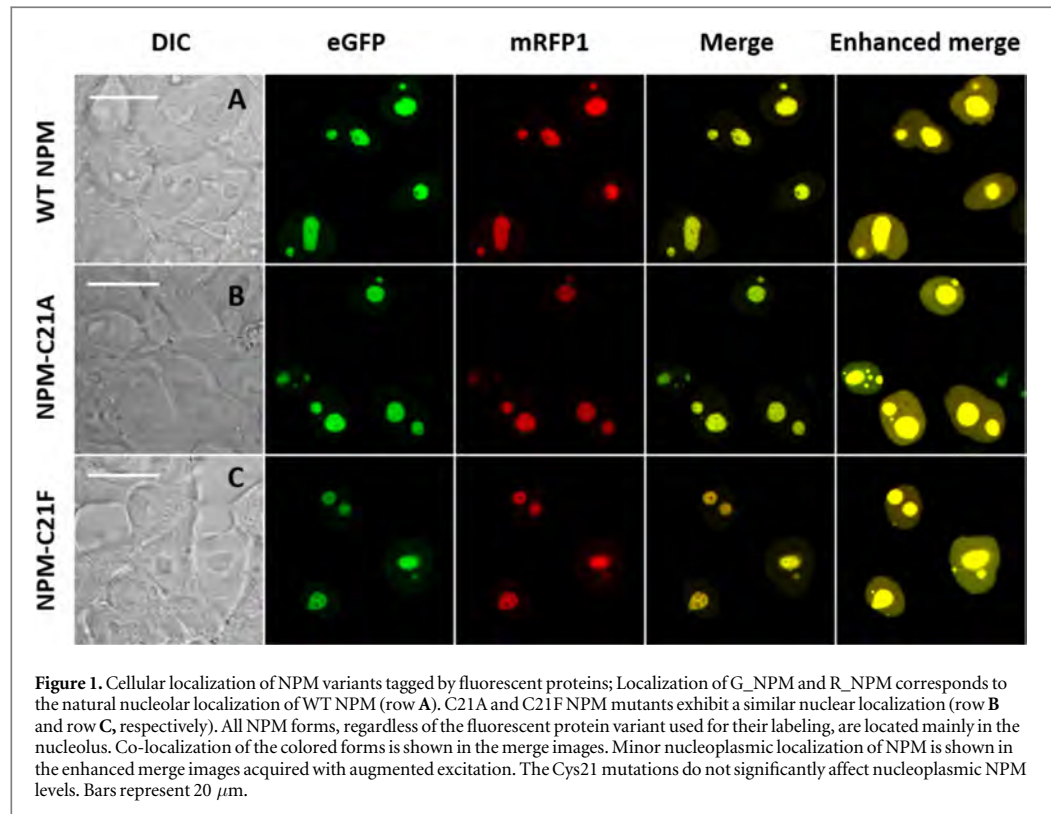 DIC eGFP mRFP1 Merge Enhanced merge
WT NPM
A
NPM-C21A
B
NPM-C21F
C
Figure 1. Cellular localization of NPM variants tagged by fluorescent proteins; Localization of G_NPM and R_NPM corresponds to
the natural nucleolar localization of WT NPM (row A). C21A and C21F NPM mutants exhibit a similar nuclear localization (row B
and row C, respectively). All NPM forms, regardless of the fluorescent protein variant used for their labeling, are located mainly in the
nucleolus. Co-localization of the colored forms is shown in the merge images. Minor nucleoplasmic localization of NPM is shown in
the enhanced merge images acquired with augmented excitation. The Cys21 mutations do not significantly affect nucleoplasmic NPM
levels. Bars represent 20 μm.